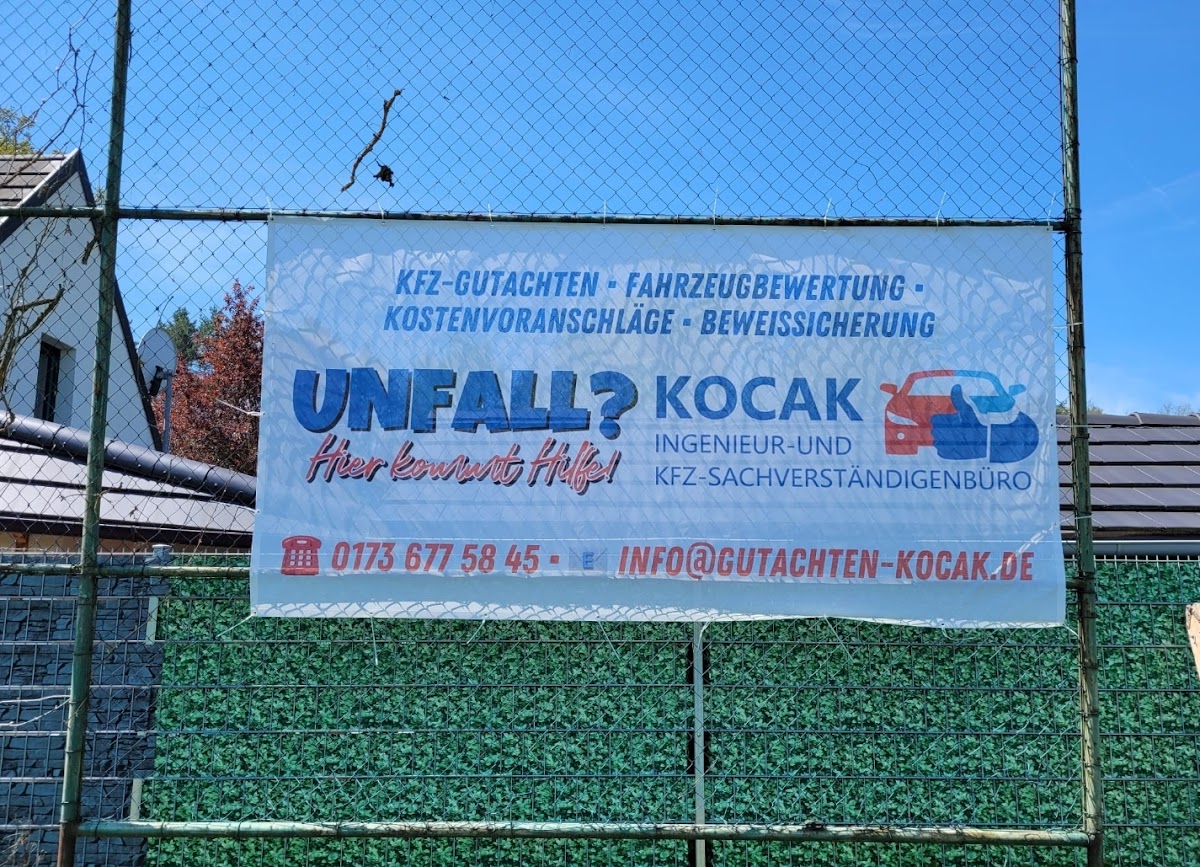 KFZ-GUTACHTEN ▪ FAHRZEUGBEWERTUNG ▪
KOSTENVORANSCHLÄGE ▪ BEWEISSICHERUNG
UNFALL?
Hier kommt Hilfe!
KOCAK
INGENIEUR-UND
KFZ-SACHVERSTÄNDIGENBÜRO
0173 677 58 45 ▪ E INFO@GUTACHTEN-KOCAK.DE